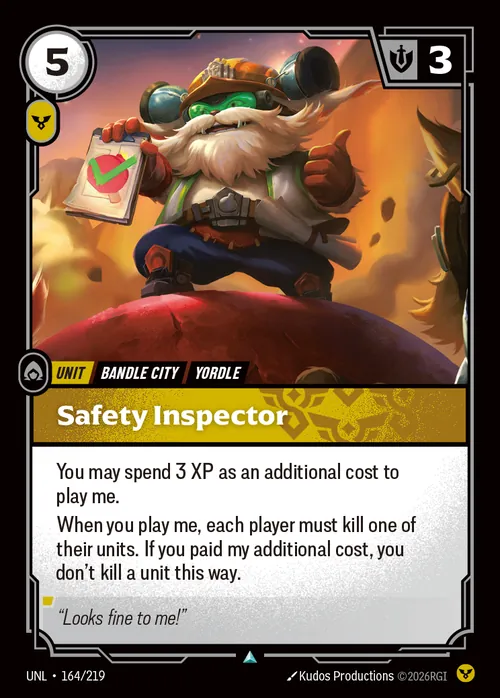 5
3
UNIT BANDLE CITY YORDLE
Safety Inspector
You may spend 3 XP as an additional cost to
play me.
When you play me, each player must kill one of
their units. If you paid my additional cost, you
don't kill a unit this way.
“Looks fine to me!”
UNL • 164/219
Kudos Productions ©2026RGI